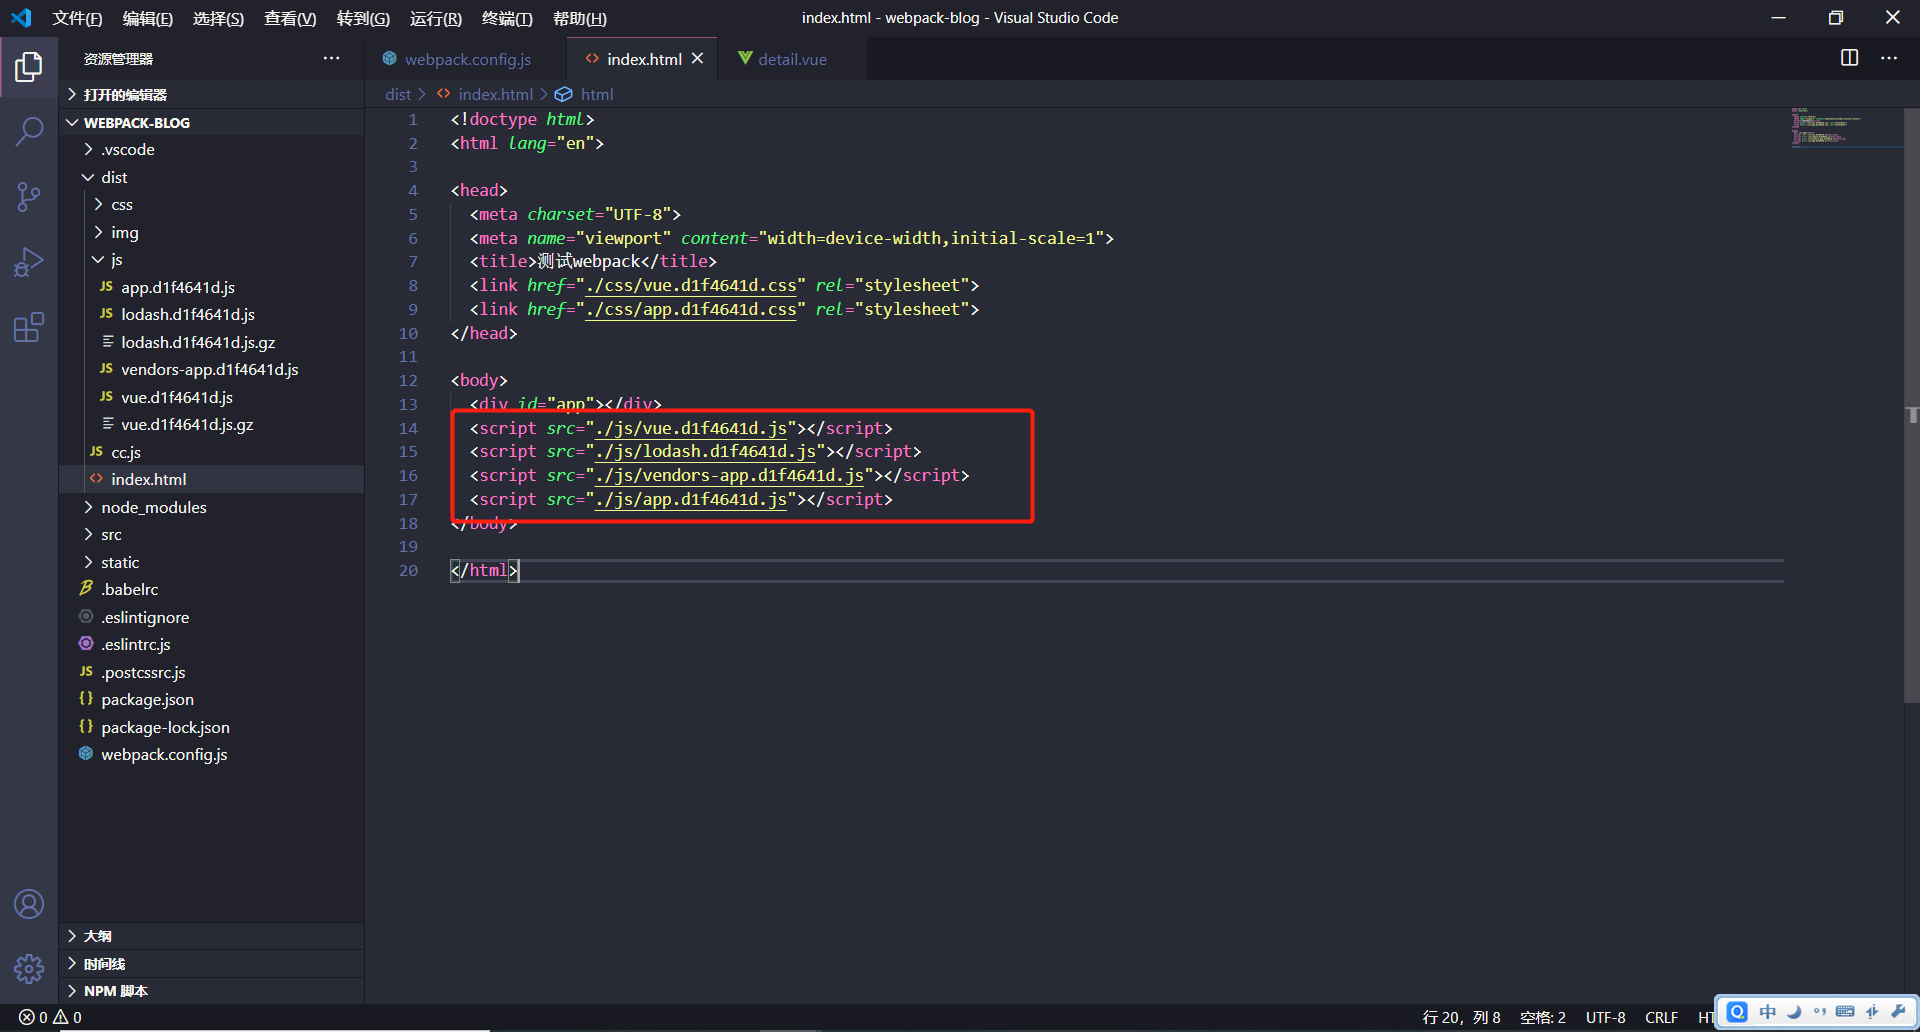 文件(F) 编辑(E) 选择(S) 查看(V) 转到(G) 运行(R) 终端(T) 帮助(H) index.html - webpack-blog - Visual Studio Code
资源管理器
打开的编辑器
WEBPACK-BLOG
.vscode
dist
css
img
js
JS app.d1f4641d.js
JS lodash.d1f4641d.js
lodash.d1f4641d.js.gz
JS vendors-app.d1f4641d.js
JS vue.d1f4641d.js
vue.d1f4641d.js.gz
JS cc.js
index.html
node_modules
src
static
.babelrc
.eslintignore
.eslintrc.js
JS .postcssrc.js
{} package.json
{} package-lock.json
webpack.config.js
大纲
时间线
NPM 脚本
webpack.config.js index.html detail.vue
dist > index.html > html
1 <!doctype html>
2 <html lang="en">
3
4 <head>
5 <meta charset="UTF-8">
6 <meta name="viewport" content="width=device-width,initial-scale=1">
7 <title>测试webpack</title>
8 <link href="./css/vue.d1f4641d.css" rel="stylesheet">
9 <link href="./css/app.d1f4641d.css" rel="stylesheet">
10 </head>
11
12 <body>
13 <div id="app"></div>
14 <script src="./js/vue.d1f4641d.js"></script>
15 <script src="./js/lodash.d1f4641d.js"></script>
16 <script src="./js/vendors-app.d1f4641d.js"></script>
17 <script src="./js/app.d1f4641d.js"></script>
18 </body>
19
20 </html>
0 0 行 20，列 8 空格: 2 UTF-8 CRLF HT
中